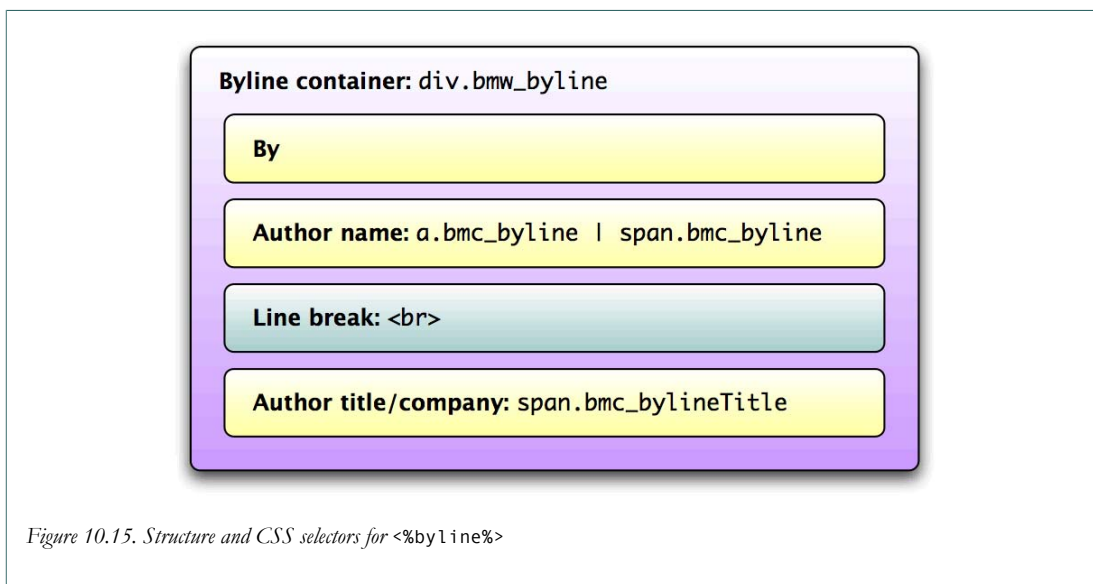 Byline container: div.bmw_byline
By
Author name: a.bmc_byline | span.bmc_byline
Line break: <br>
Author title/company: span.bmc_bylineTitle
Figure 10.15. Structure and CSS selectors for <%byline%>